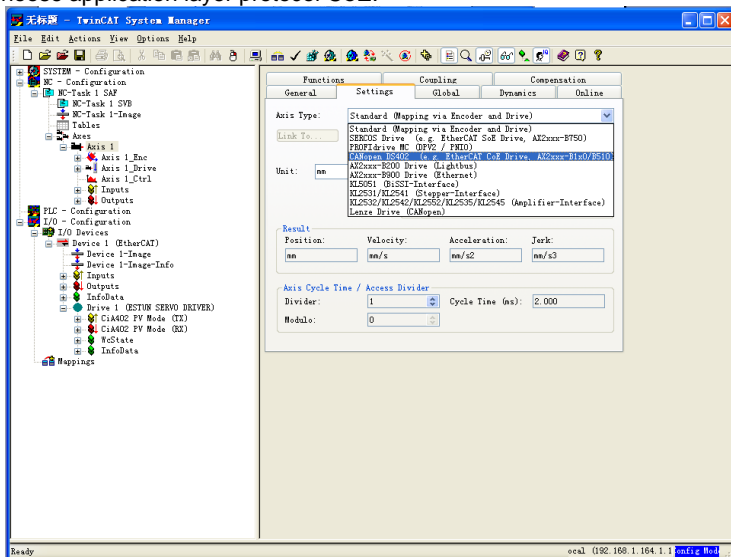 无标题 - TwinCAT System Manager
File Edit Actions View Options Help
SYSTEM - Configuration
NC - Configuration
NC-Task 1 SAF
NC-Task 1 SVB
NC-Task 1-Image
Tables
Axes
Axis 1
Axis 1_Enc
Axis 1_Drive
Axis 1_Ctrl
Inputs
Outputs
PLC - Configuration
I/O - Configuration
I/O Devices
Device 1 (EtherCAT)
Device 1-Image
Device 1-Image-Info
Inputs
Outputs
InfoData
Drive 1 (ESTUN SERVO DRIVER)
CiA402 PV Mode (TX)
CiA402 PV Mode (RX)
WcState
InfoData
Mappings
Functions Coupling Compensation
General Settings Global Dynamics Online
Axis Type: Standard (Mapping via Encoder and Drive)
Link To...
Standard (Mapping via Encoder and Drive)
SERCOS Drive (e.g. EtherCAT SoE Drive, AX2xxx-B750)
PROFIdrive MC (DPV2 / PNIO)
CANopen DS402 (e.g. EtherCAT CoE Drive, AX2xxx-B1x0/B510)
AX2xxx-B200 Drive (Lightbus)
AX2xxx-B900 Drive (Ethernet)
KL5051 (BiSSI-Interface)
KL2531/KL2541 (Stepper-Interface)
KL2532/KL2542/KL2552/KL2535/KL2545 (Amplifier-Interface)
Lenze Drive (CANopen)
Unit: mm
Result
Position: Velocity: Acceleration: Jerk:
mm mm/s mm/s2 mm/s3
Axis Cycle Time / Access Divider
Divider: 1 Cycle Time (ms): 2.000
Modulo: 0
Ready ocal (192.168.1.164.1.1